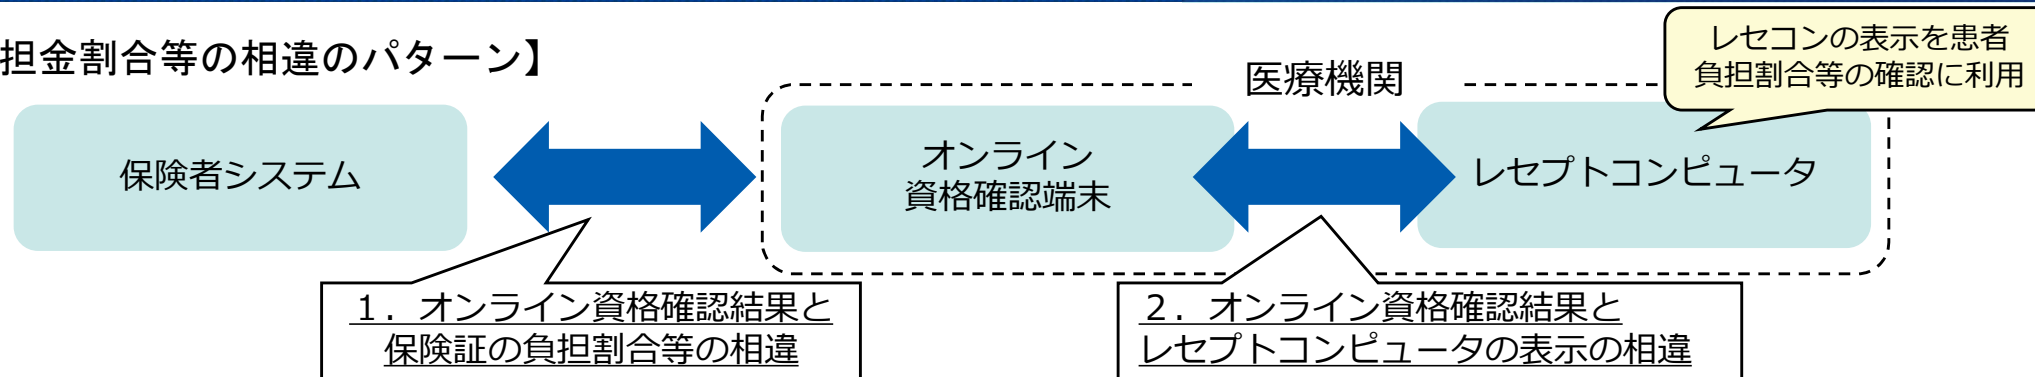 担金割合等の相違のパターン】
レセコンの表示を患者
負担割合等の確認に利用
医療機関
保険者システム
オンライン
資格確認端末
レセプトコンピュータ
１．オンライン資格確認結果と
保険証の負担割合等の相違
２．オンライン資格確認結果と
レセプトコンピュータの表示の相違